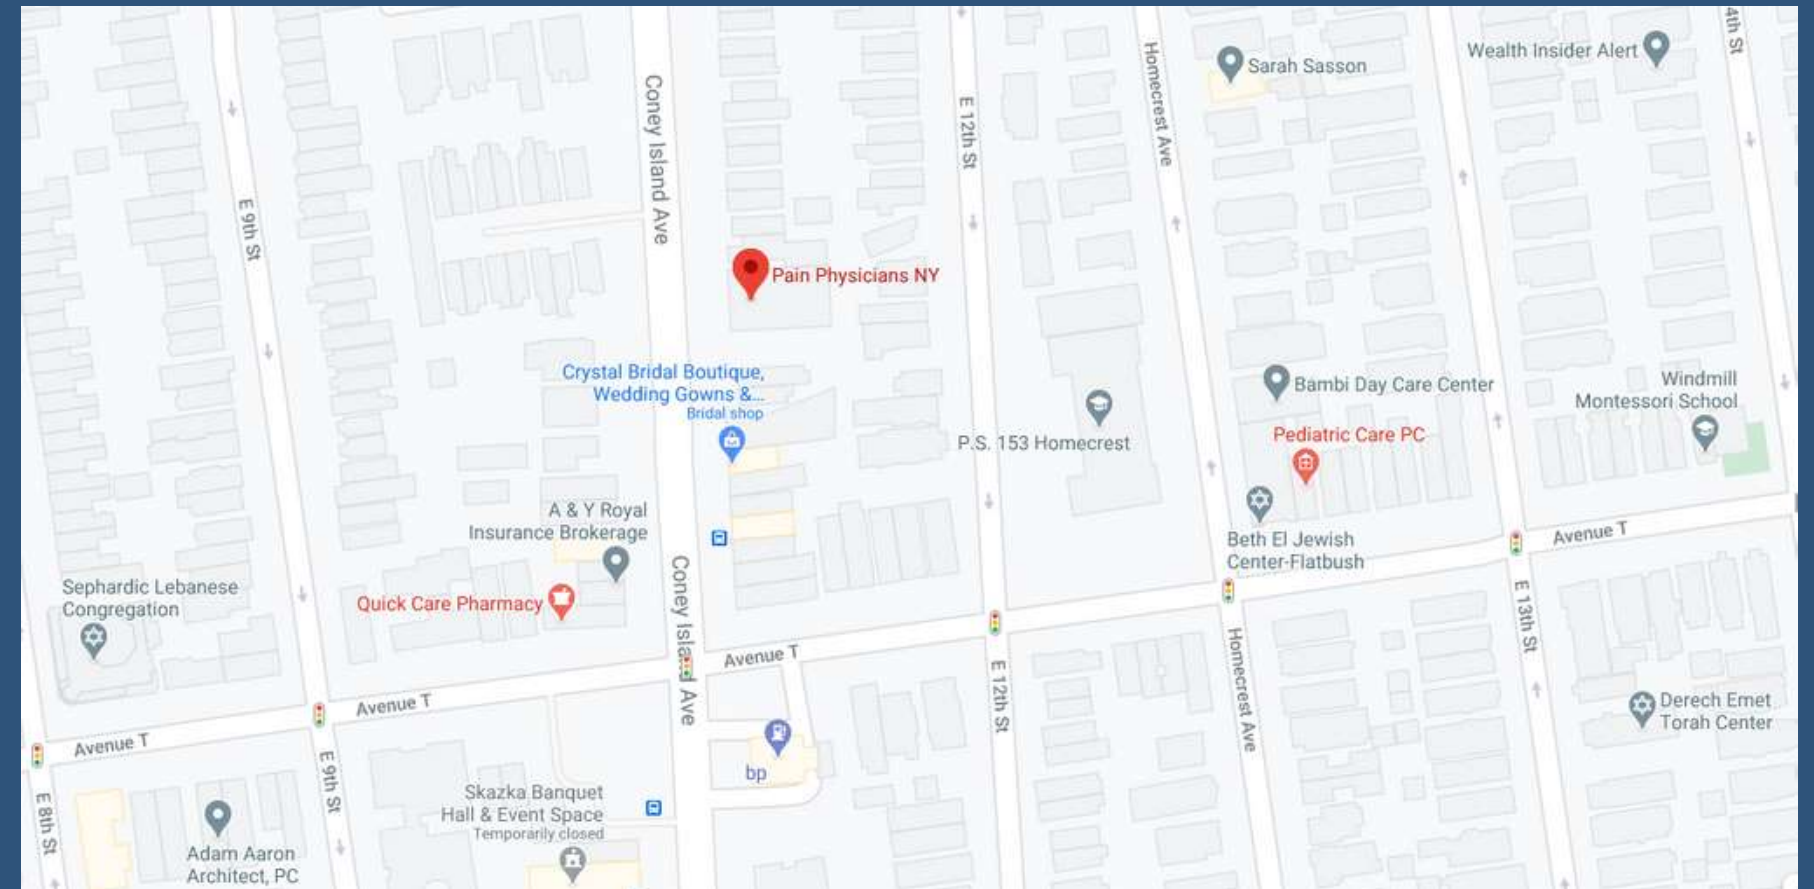 Wealth Insider Alert
4th St
Sarah Sasson
Homecrest Ave
Coney Island Ave
E 12th St
E 9th St
Pain Physicians NY
Crystal Bridal Boutique,
Wedding Gowns &...
Bridal shop
Bambi Day Care Center
Windmill
Montessori School
P.S. 153 Homecrest
Pediatric Care PC
A & Y Royal
Insurance Brokerage
Beth El Jewish
Center-Flatbush
Avenue T
Sephardic Lebanese
Congregation
Quick Care Pharmacy
Coney Island Ave
Avenue T
E 13th St
Homecrest Ave
E 12th St
Derech Emet
Torah Center
Avenue T
Avenue T
E 9th St
bp
Skazka Banquet
Hall & Event Space
Temporarily closed
E 8th St
Adam Aaron
Architect, PC